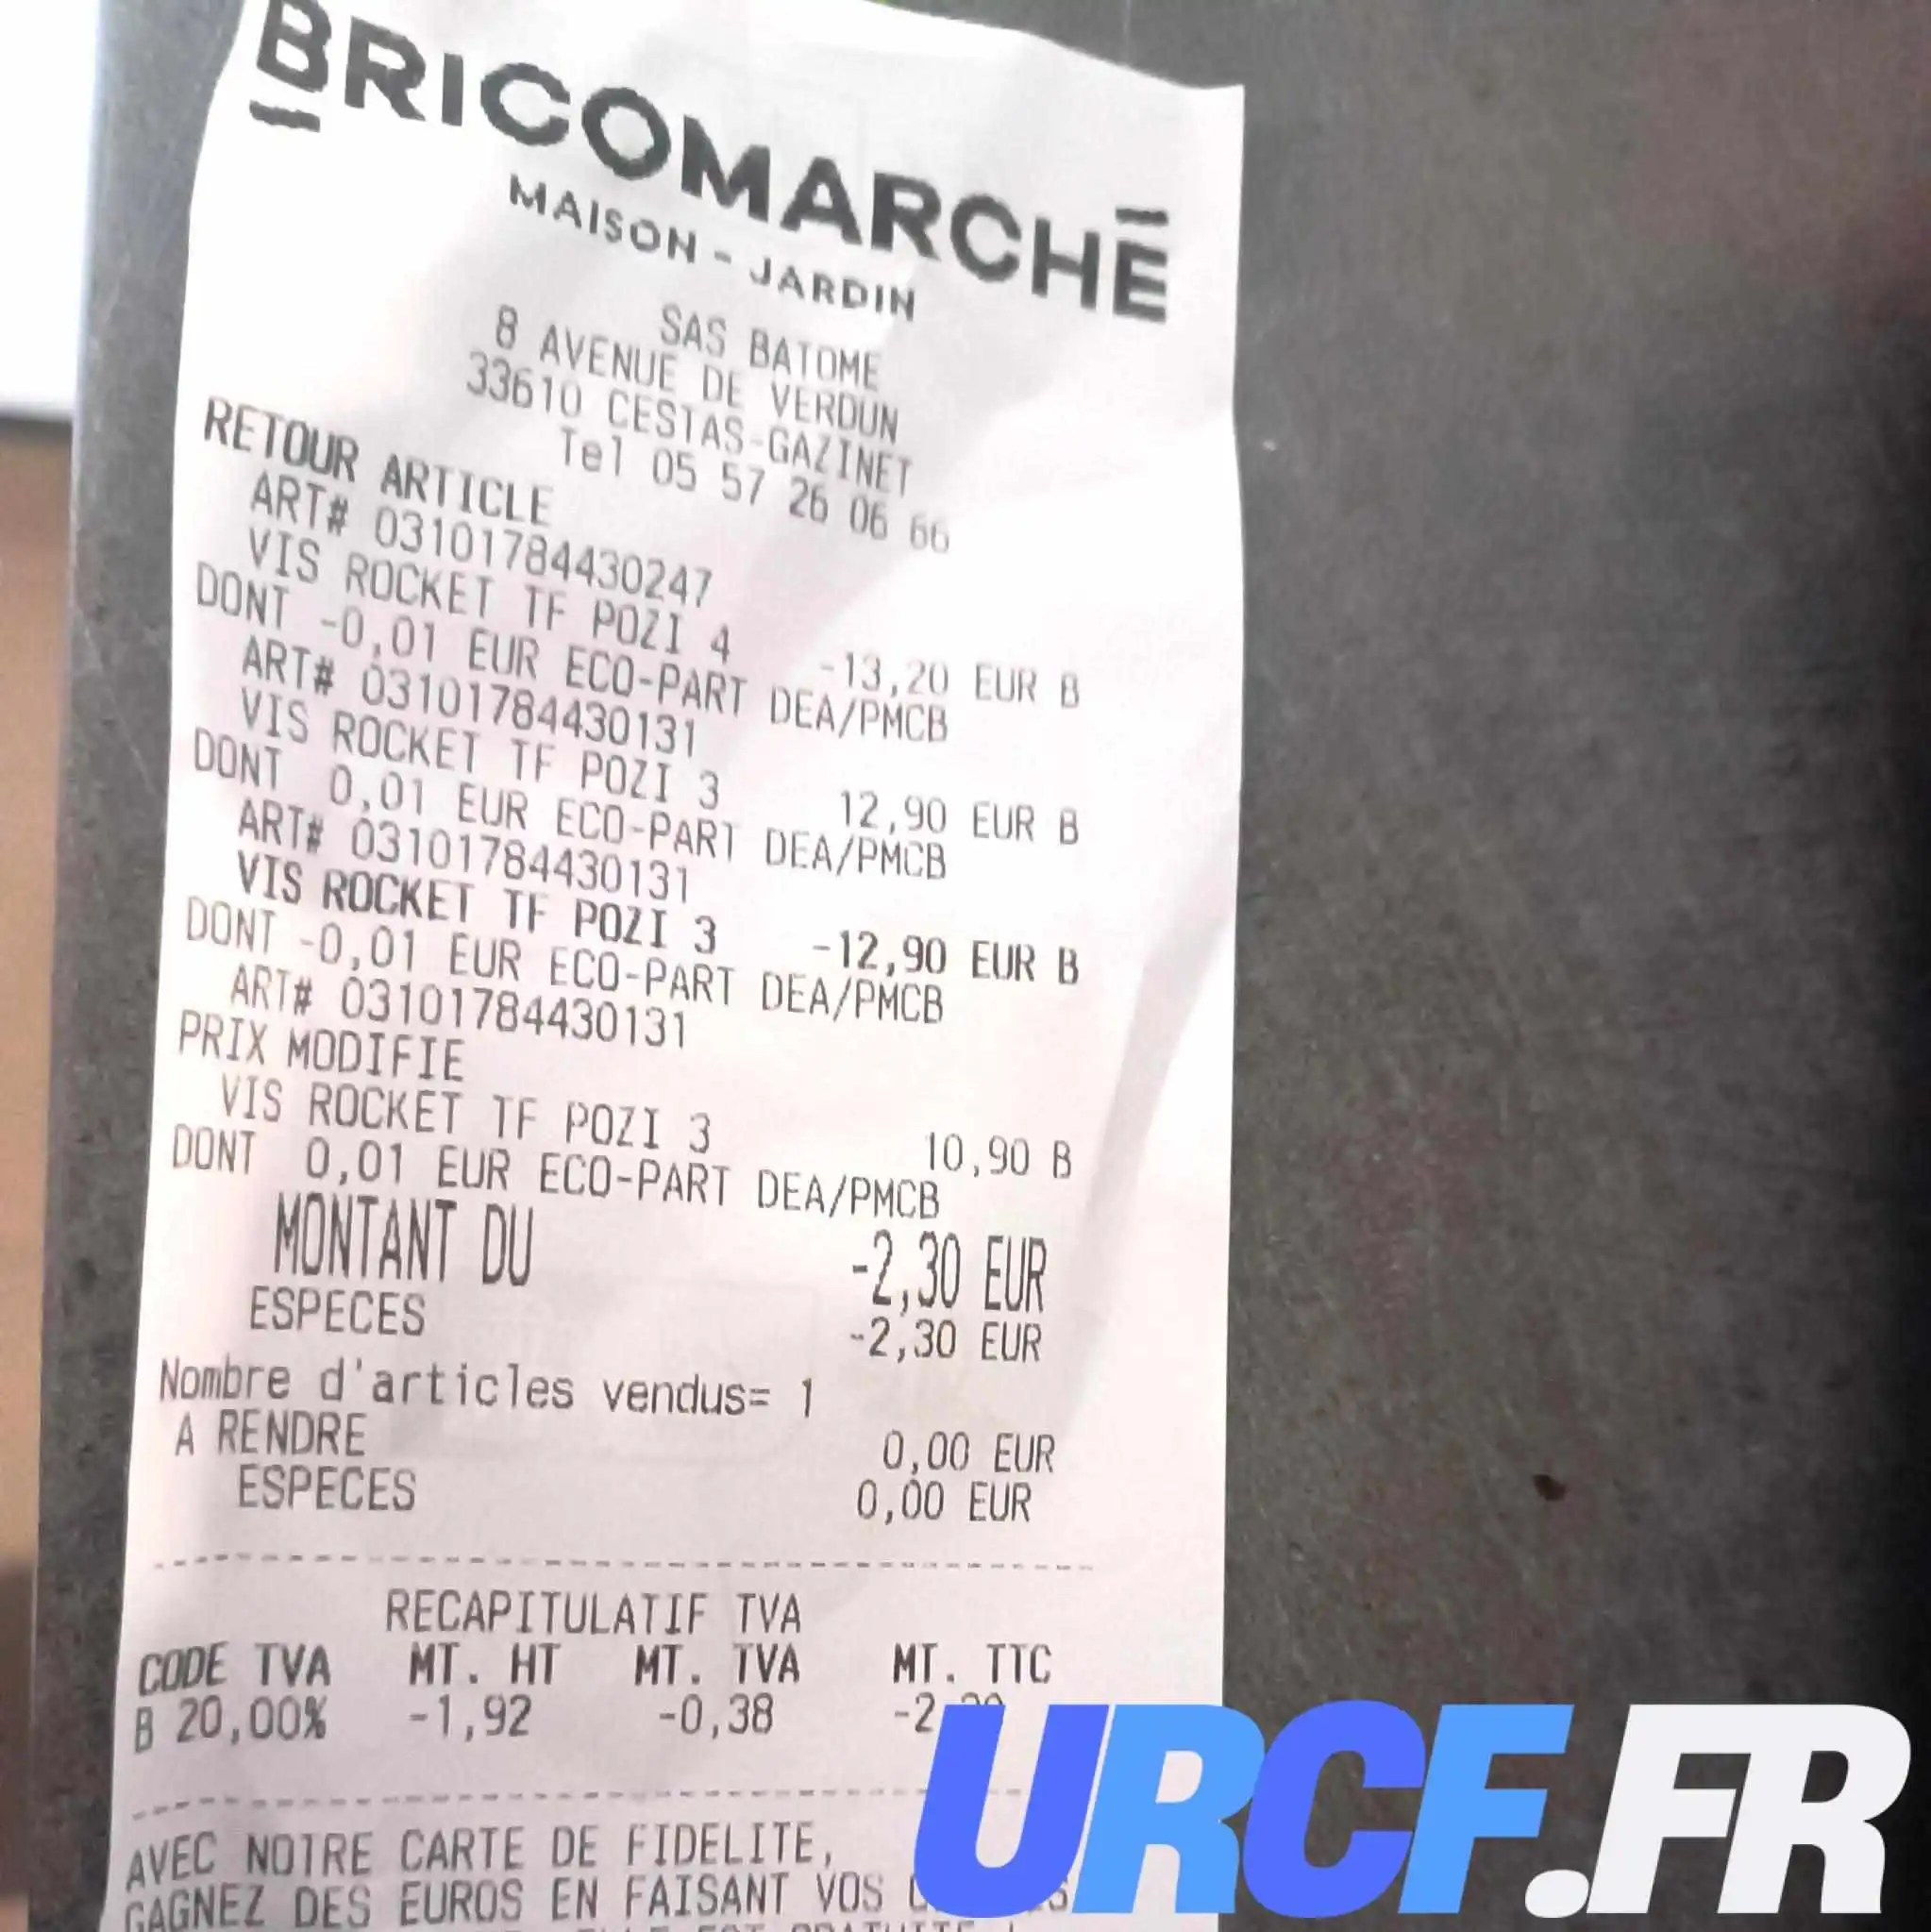 BRICOMARCHĒ
MAISON - JARDIN
SAS BATOME
8 AVENUE DE VERDUN
33610 CESTAS-GAZINET
Tel 05 57 26 06 66
RETOUR ARTICLE
ART# 03101784430247
VIS ROCKET TF POZI 4 -13,20 EUR B
DONT -0,01 EUR ECO-PART DEA/PMCB
ART# 03101784430131
VIS ROCKET TF POZI 3 12,90 EUR B
DONT 0,01 EUR ECO-PART DEA/PMCB
ART# 03101784430131
VIS ROCKET TF POZI 3 -12,90 EUR B
DONT -0,01 EUR ECO-PART DEA/PMCB
ART# 03101784430131
PRIX MODIFIE
VIS ROCKET TF POZI 3 10,90 B
DONT 0,01 EUR ECO-PART DEA/PMCB
MONTANT DU -2,30 EUR
ESPECES -2,30 EUR
Nombre d'articles vendus= 1
A RENDRE 0,00 EUR
ESPECES 0,00 EUR
RECAPITULATIF TVA
CODE TVA MT. HT MT. TVA MT. TTC
B 20,00% -1,92 -0,38
AVEC NOTRE CARTE DE FIDELITE,
GAGNEZ DES EUROS EN FAISANT VOS
URCF.FR